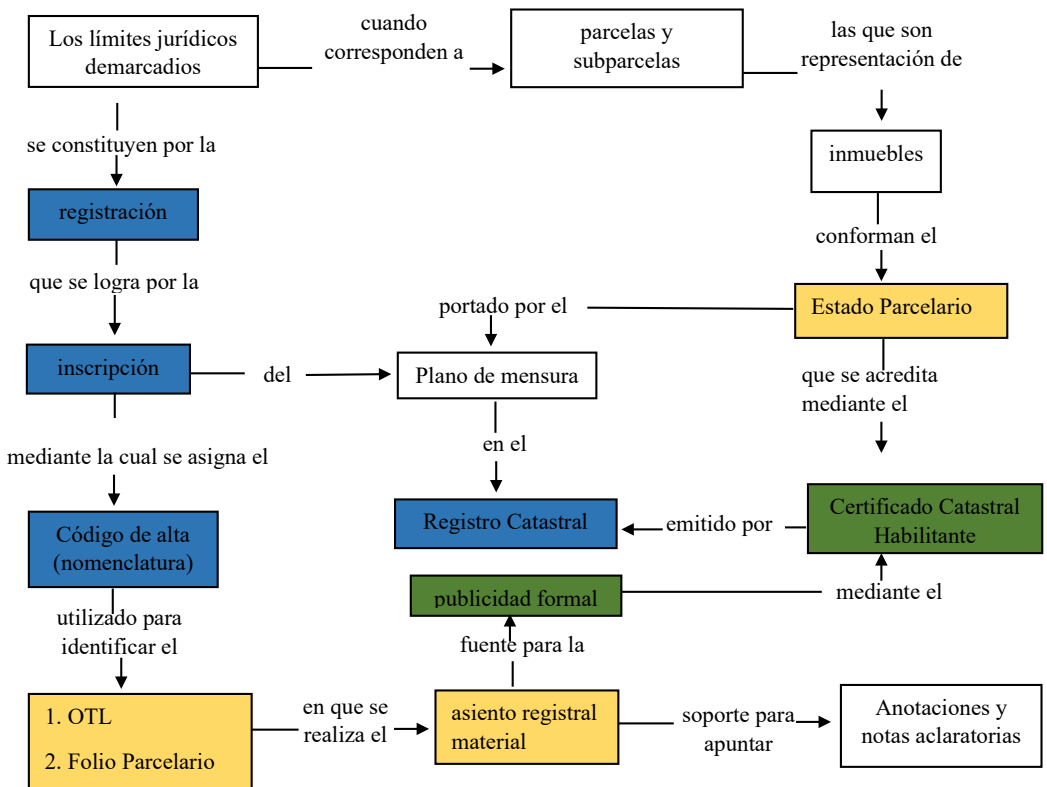 Los límites jurídicos
demarcadios
cuando
corresponden a
parcelas y
subparcelas
las que son
representación de
se constituyen por la
inmuebles
registración
conforman el
que se logra por la
portado por el
Estado Parcelario
inscripción
del
Plano de mensura
que se acredita
mediante el
en el
mediante la cual se asigna el
Código de alta
(nomenclatura)
Registro Catastral
emitido por
Certificado Catastral
Habilitante
publicidad formal
mediante el
utilizado para
identificar el
fuente para la
1. OTL
2. Folio Parcelario
en que se
realiza el
asiento registral
material
soporte para
apuntar
Anotaciones y
notas aclaratorias